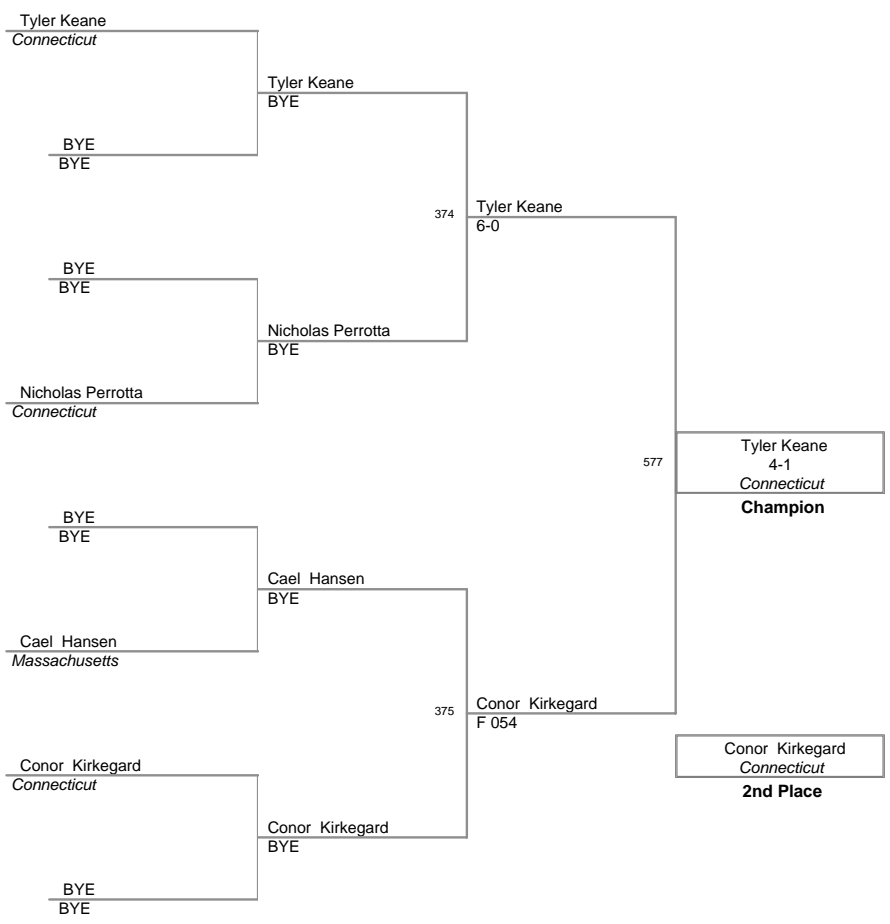 Tyler Keane
Connecticut
Tyler Keane
BYE
BYE
BYE
374
Tyler Keane
6-0
BYE
BYE
Nicholas Perrotta
BYE
Nicholas Perrotta
Connecticut
577
Tyler Keane
4-1
Connecticut
Champion
BYE
BYE
Cael Hansen
BYE
Cael Hansen
Massachusetts
375
Conor Kirkegard
F 054
Conor Kirkegard
Connecticut
2nd Place
Conor Kirkegard
Connecticut
Conor Kirkegard
BYE
BYE
BYE